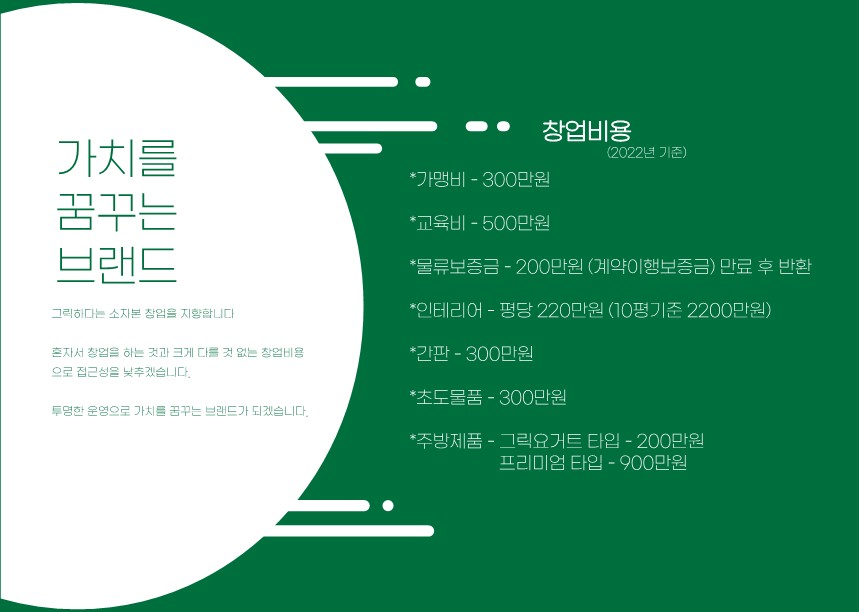 가치를
꿈꾸는
브랜드
그릭하다는 소자본 창업을 지향합니다
혼자서 창업을 하는 것과 크게 다를 것 없는 창업비용
으로 접근성을 낮추겠습니다.
투명한 운영으로 가치를 꿈꾸는 브랜드가 되겠습니다.
창업비용
(2022년 기준)
*가맹비 - 300만원
*교육비 - 500만원
*물류보증금 - 200만원 (계약이행보증금) 만료 후 반환
*인테리어 - 평당 220만원 (10평기준 2200만원)
*간판 - 300만원
*초도물품 - 300만원
*주방제품 - 그릭요거트 타입 - 200만원
프리미엄 타입 - 900만원